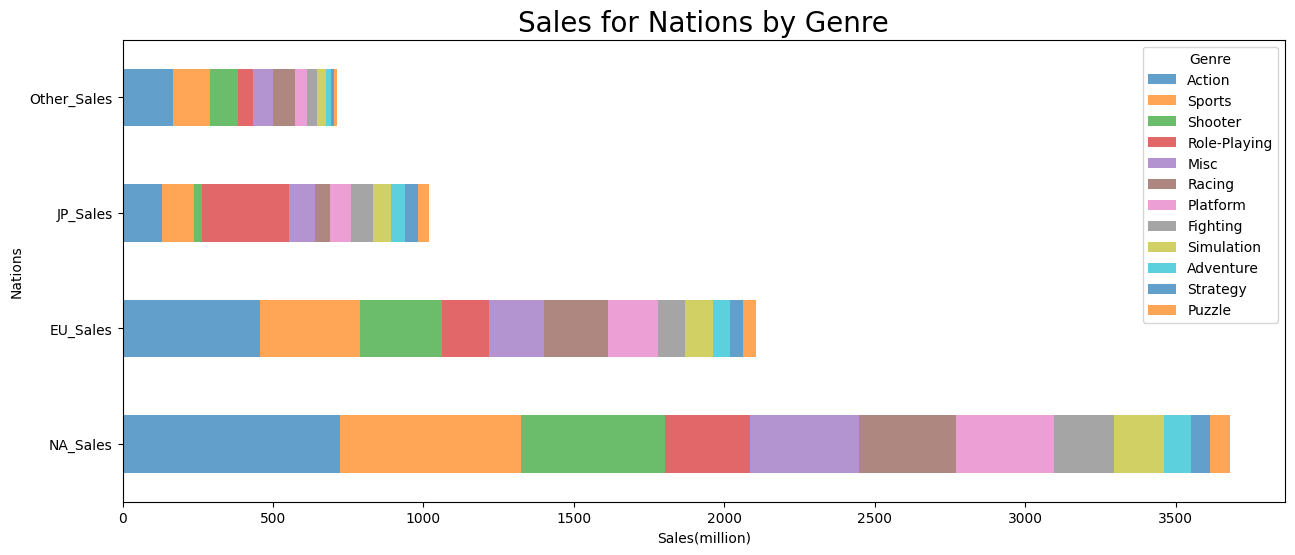 Sales for Nations by Genre
Genre
Action
Sports
Shooter
Role-Playing
Misc
Racing
Platform
Fighting
Simulation
Adventure
Strategy
Puzzle
Nations
Other_Sales
JP_Sales
EU_Sales
NA_Sales
0 500 1000 1500 2000 2500 3000 3500
Sales(million)